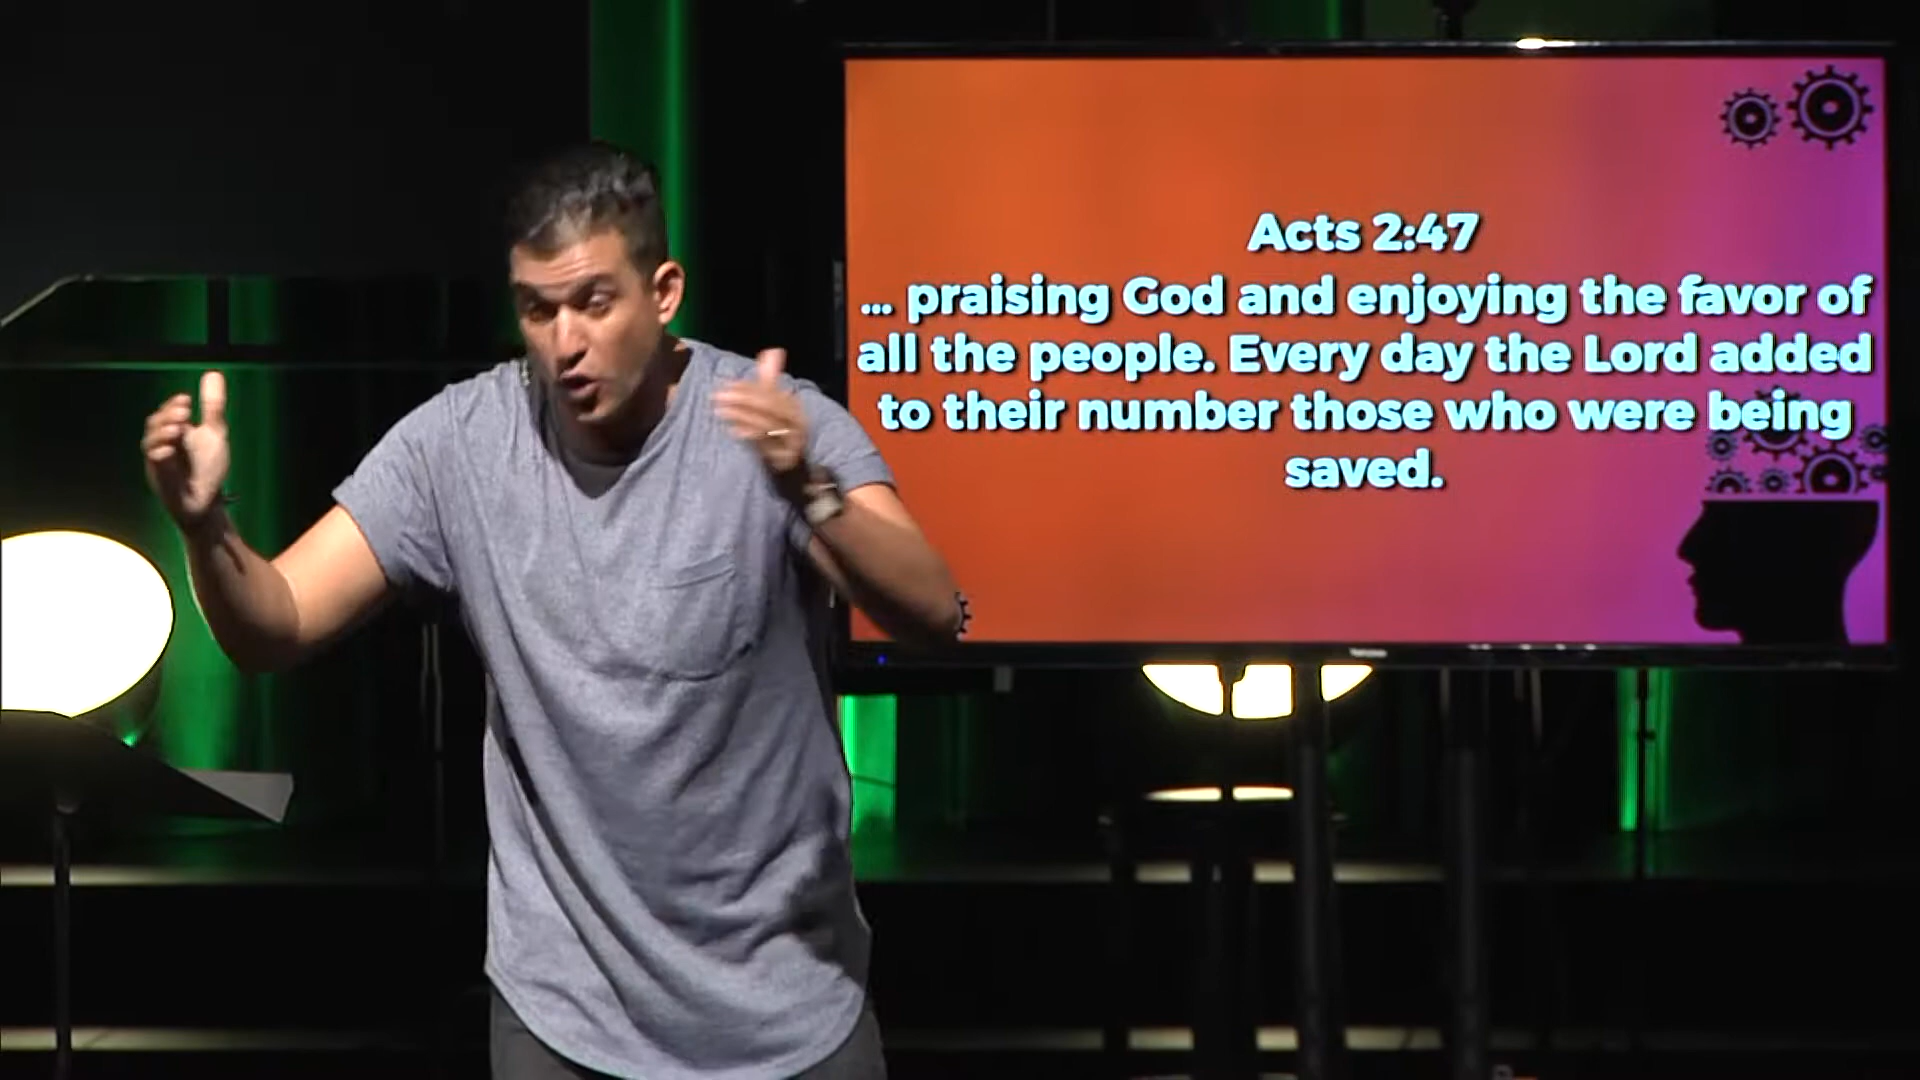 Acts 2:47
... praising God and enjoying the favor of
all the people. Every day the Lord added
to their number those who were being
saved.